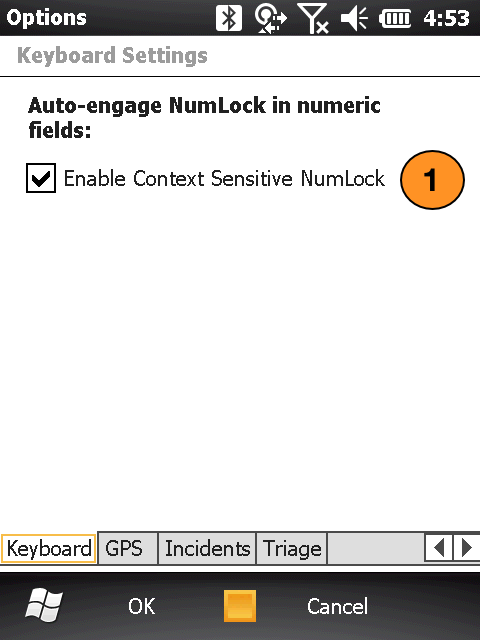 Options 4:53
Keyboard Settings
Auto-engage NumLock in numeric
fields:
Enable Context Sensitive NumLock 1
Keyboard GPS Incidents Triage
OK Cancel